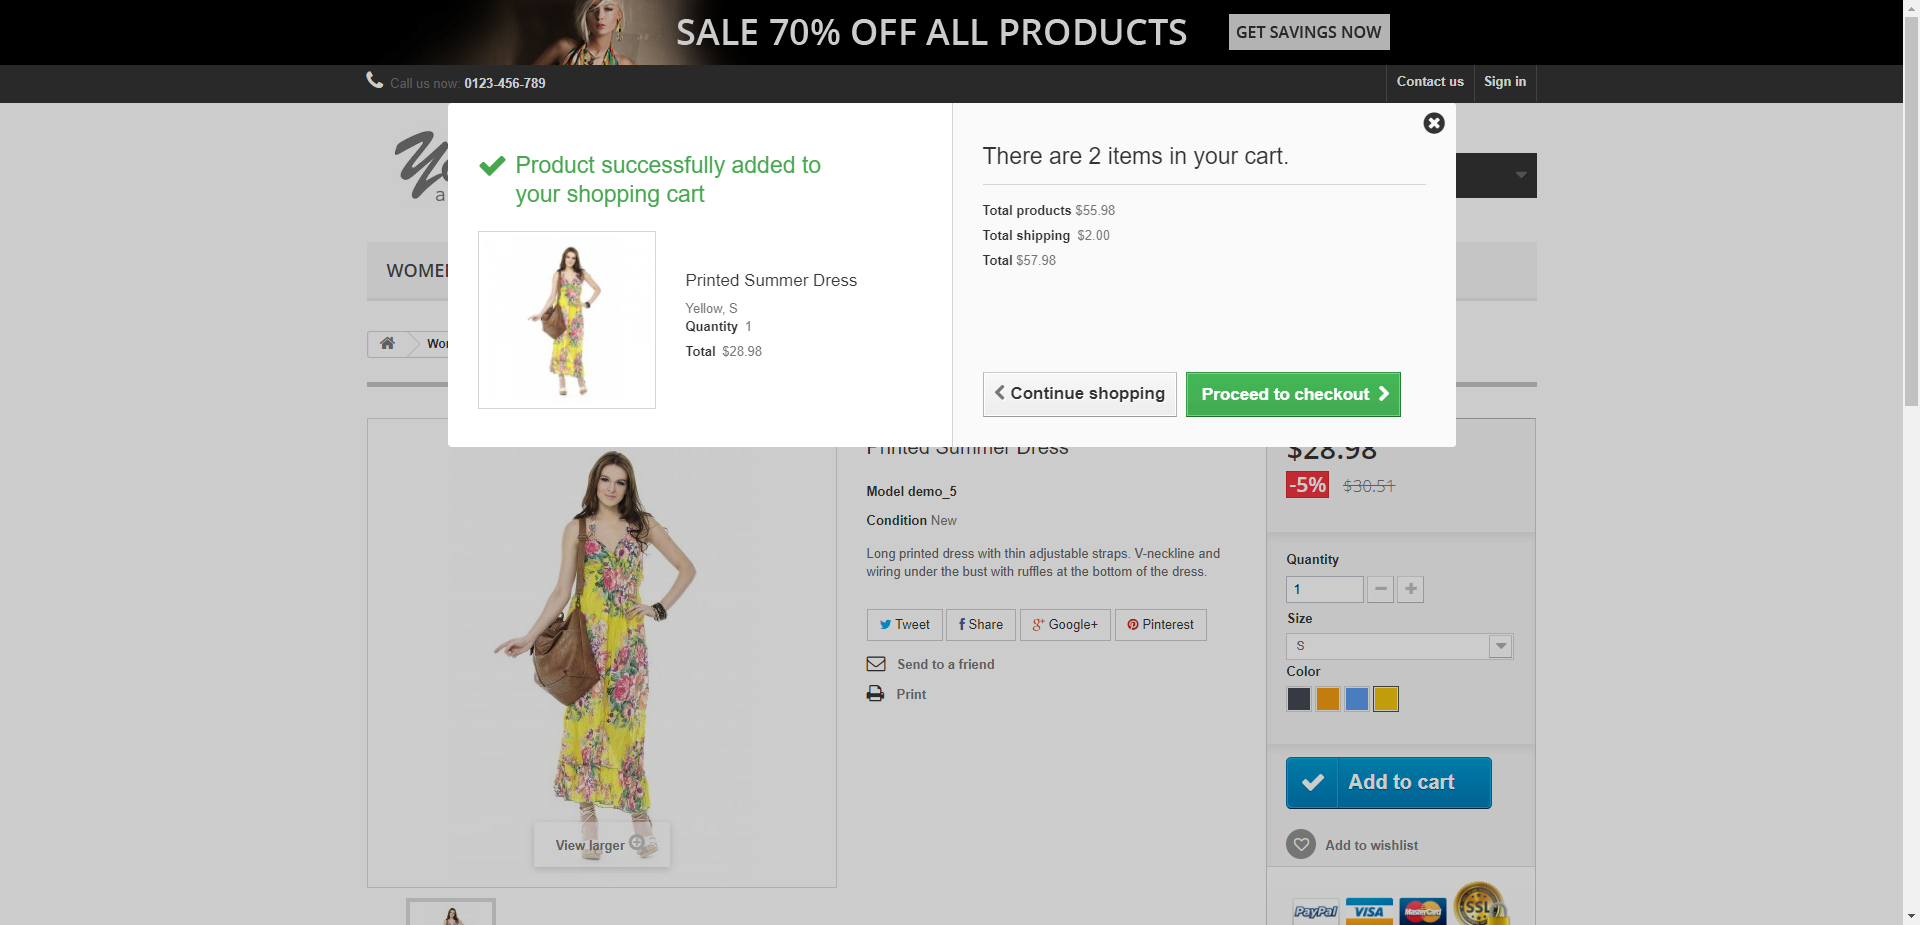 SALE 70% OFF ALL PRODUCTS
GET SAVINGS NOW
Call us now: 0123-456-789
Contact us
Sign in
Product successfully added to
your shopping cart
Printed Summer Dress
Yellow, S
Quantity 1
Total $28.98
There are 2 items in your cart.
Total products $55.98
Total shipping $2.00
Total $57.98
Continue shopping
Proceed to checkout
Printed Summer Dress
Model demo_5
Condition New
Long printed dress with thin adjustable straps. V-neckline and
wiring under the bust with ruffles at the bottom of the dress.
Tweet
Share
Google+
Pinterest
Send to a friend
Print
View larger
$28.98
-5% $30.51
Quantity
1
Size
S
Color
Add to cart
Add to wishlist
PayPal
VISA
MasterCard
SSL